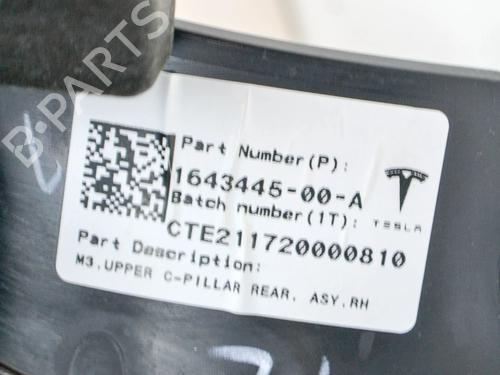 B-PARTS
Part Number(P):
1643445-00-A
Batch number(1T):
TESLA
CTE211720000810
Part Description:
M3.UPPER C-PILLAR REAR. ASY.RH